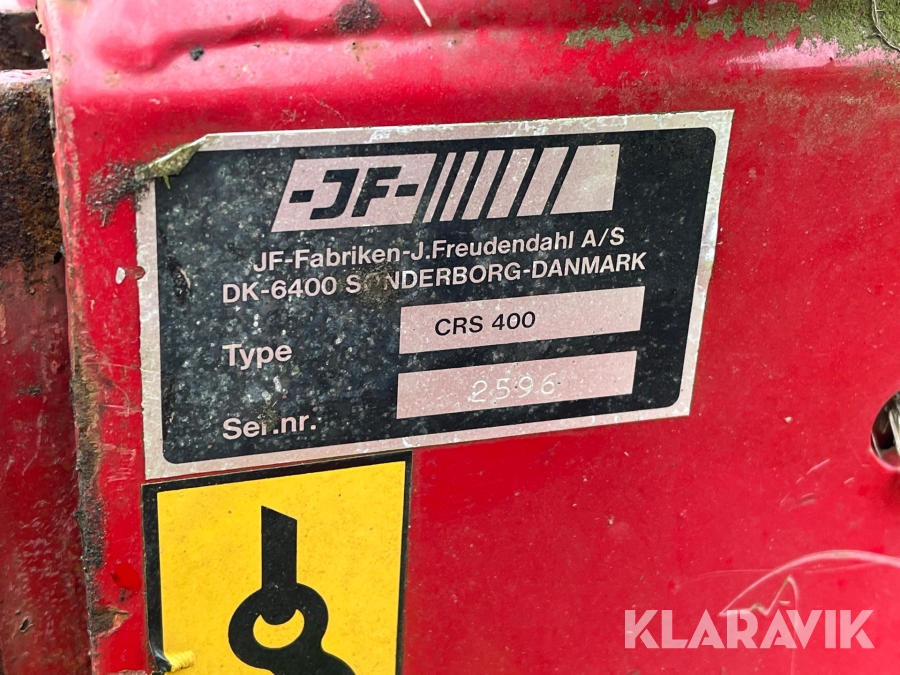 -JF-
JF-Fabriken-J.Freudendahl A/S
DK-6400 SØNDERBORG-DANMARK
Type CRS 400
Ser.nr. 2596
KLARAVIK